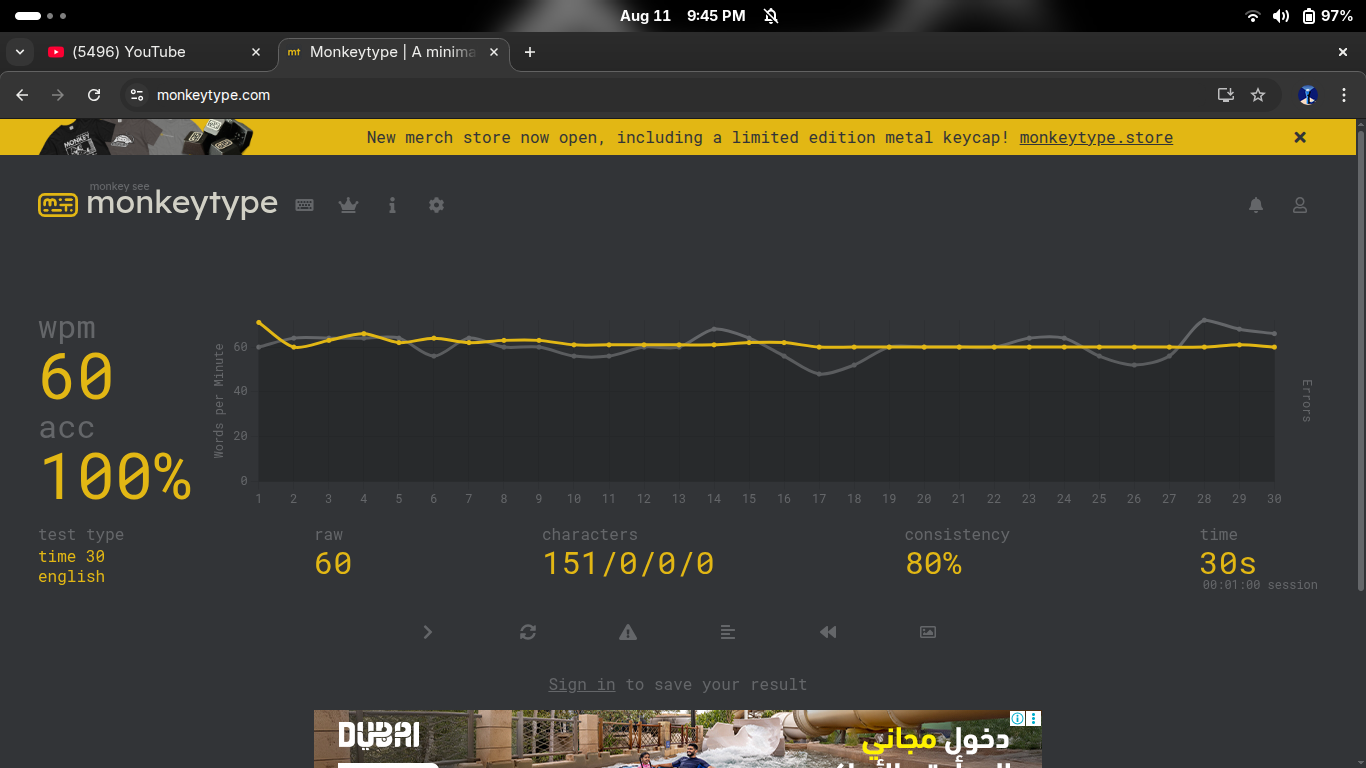 Aug 11 9:45 PM
97%
(5496) YouTube
Monkeytype | A minima
monkeytype.com
MONKEY
New merch store now open, including a limited edition metal keycap! monkeytype.store
monkey see
monkeytype
wpm
60
acc
100%
Words per Minute
60
40
20
0
1 2 3 4 5 6 7 8 9 10 11 12 13 14 15 16 17 18 19 20 21 22 23 24 25 26 27 28 29 30
Errors
test type
time 30
english
raw
60
characters
151/0/0/0
consistency
80%
time
30s
00:01:00 session
Sign in to save your result
DUBAI
دخول مجاني